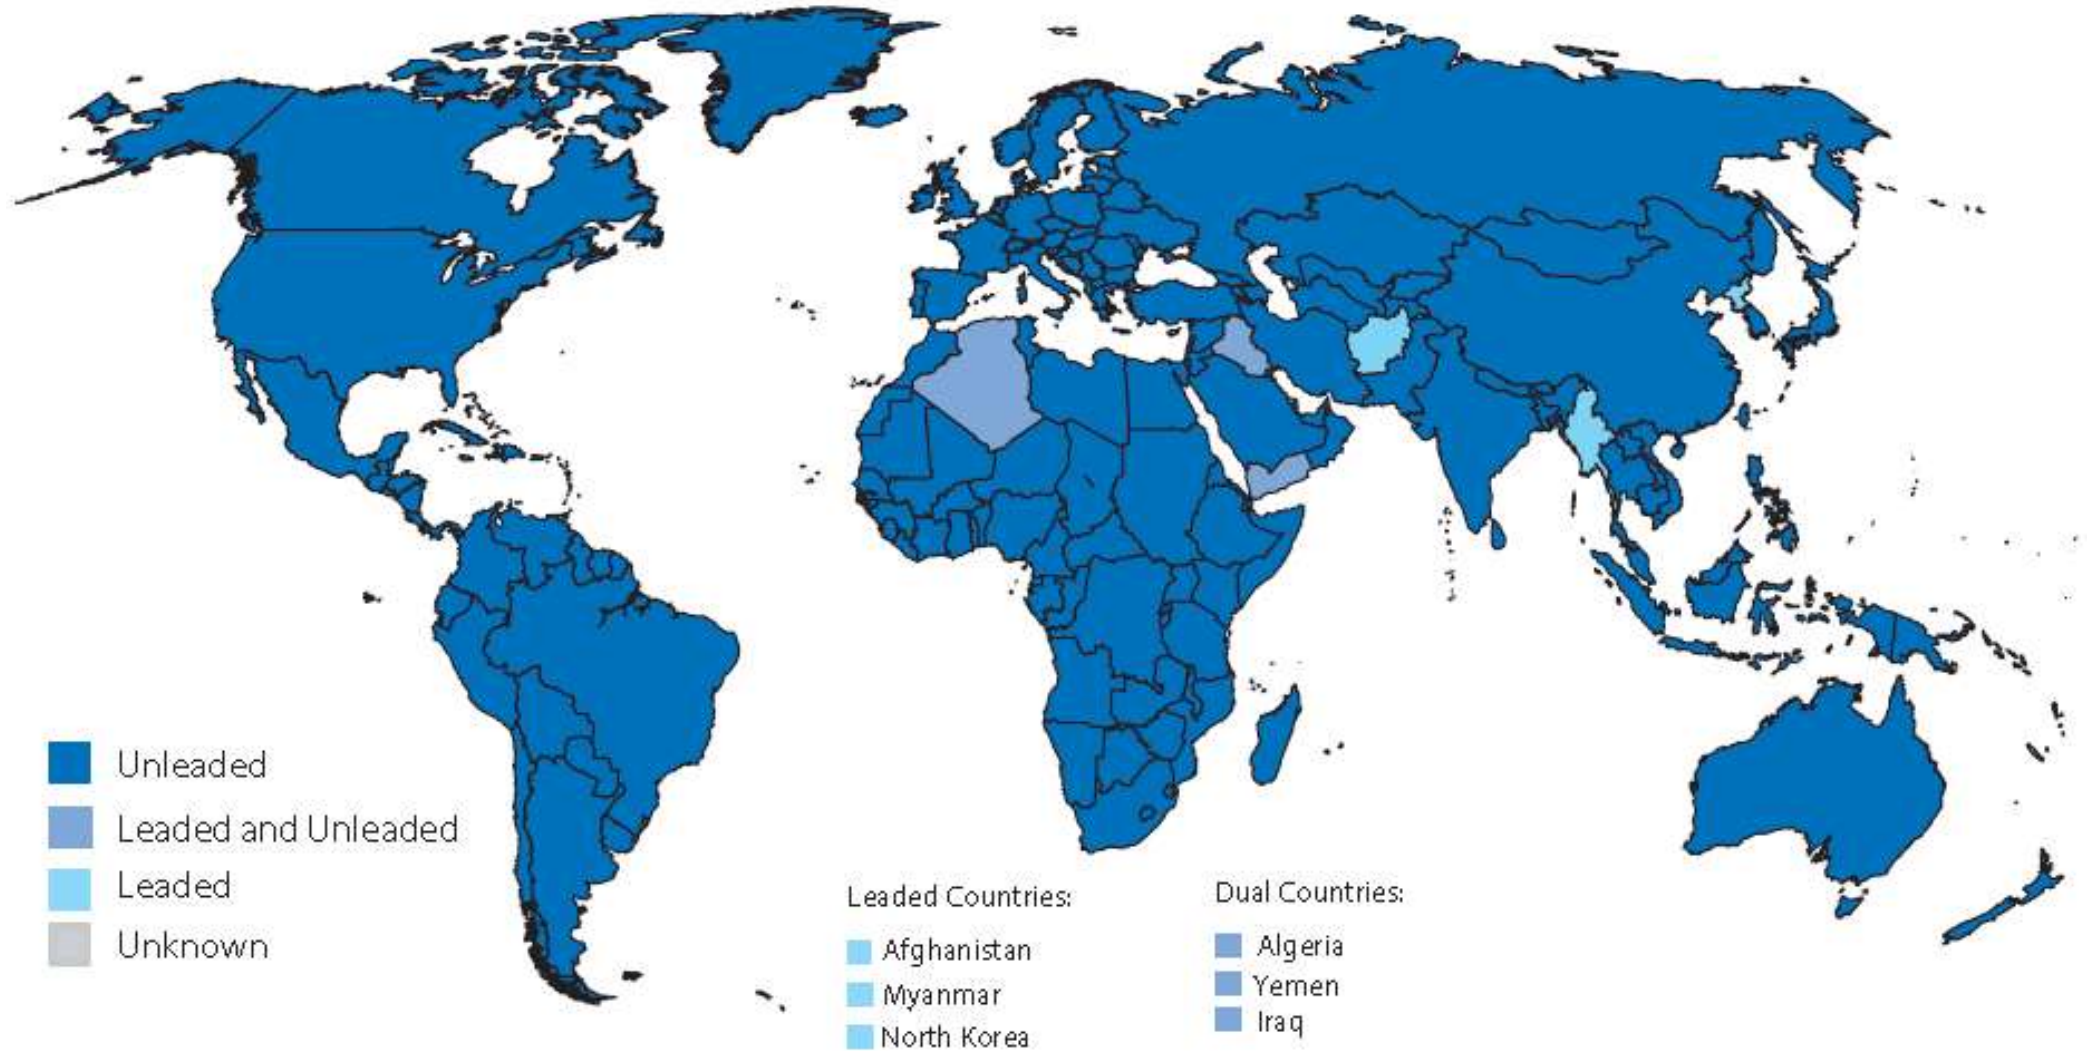 Unleaded
Leaded and Unleaded
Leaded
Unknown
Leaded Countries:
Afghanistan
Myanmar
North Korea
Dual Countries:
Algeria
Yemen
Iraq